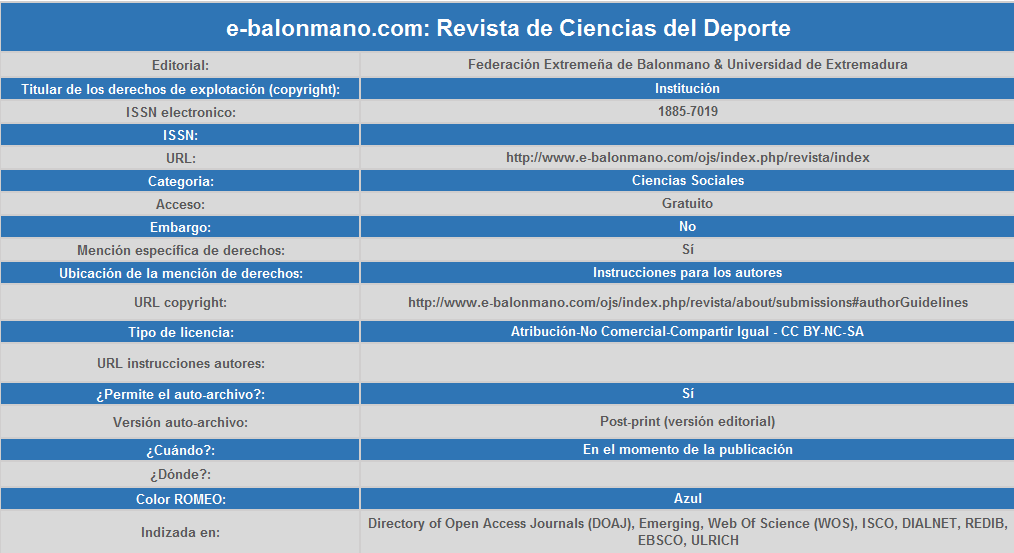 e-balonmano.com: Revista de Ciencias del Deporte
Editorial: Federación Extremeña de Balonmano & Universidad de Extremadura
Titular de los derechos de explotación (copyright): Institución
ISSN electronico: 1885-7019
ISSN:
URL: http://www.e-balonmano.com/ojs/index.php/revista/index
Categoria: Ciencias Sociales
Acceso: Gratuito
Embargo: No
Mención específica de derechos: Sí
Ubicación de la mención de derechos: Instrucciones para los autores
URL copyright: http://www.e-balonmano.com/ojs/index.php/revista/about/submissions#authorGuidelines
Tipo de licencia: Atribución-No Comercial-Compartir Igual - CC BY-NC-SA
URL instrucciones autores:
¿Permite el auto-archivo?: Sí
Versión auto-archivo: Post-print (versión editorial)
¿Cuándo?: En el momento de la publicación
¿Dónde?:
Color ROMEO: Azul
Indizada en: Directory of Open Access Journals (DOAJ), Emerging, Web Of Science (WOS), ISCO, DIALNET, REDIB,
EBSCO, ULRICH